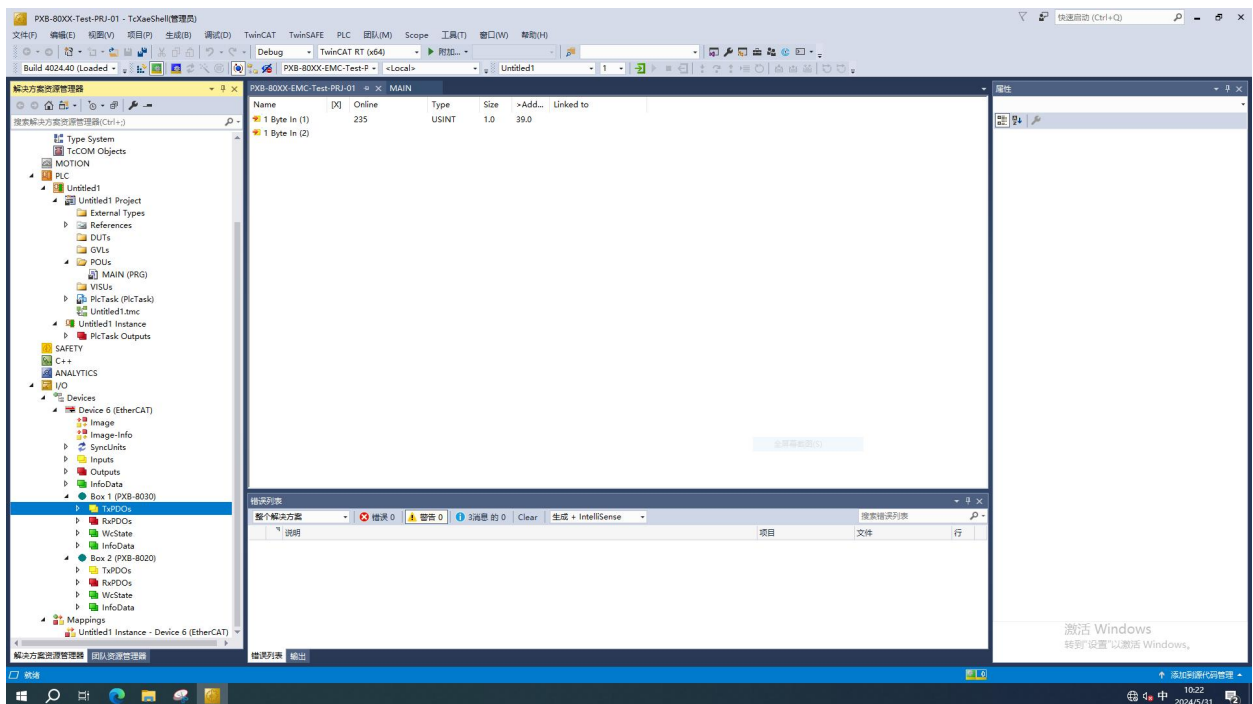 PXB-80XX-Test-PRJ-01 - TcXaeShell(管理员)
快速启动 (Ctrl+Q)
文件(F) 编辑(E) 视图(V) 项目(P) 生成(B) 调试(D) TwinCAT TwinSAFE PLC 团队(M) Scope 工具(T) 窗口(W) 帮助(H)
Debug TwinCAT RT (x64) 附加...
Build 4024.40 (Loaded PXB-80XX-EMC-Test-P <Local> Untitled1 1
解决方案资源管理器
PXB-80XX-EMC-Test-PRJ-01 MAIN
属性
搜索解决方案资源管理器(Ctrl+;)
Name [X] Online Type Size >Add... Linked to
1 Byte In (1) 235 USINT 1.0 39.0
1 Byte In (2)
Type System
TcCOM Objects
MOTION
PLC
Untitled1
Untitled1 Project
External Types
References
DUTs
GVLs
POUs
MAIN (PRG)
VISUs
PlcTask (PlcTask)
Untitled1.tmc
Untitled1 Instance
PlcTask Outputs
SAFETY
C++
ANALYTICS
I/O
Devices
Device 6 (EtherCAT)
Image
Image-Info
SyncUnits
Inputs
Outputs
InfoData
Box 1 (PXB-8030)
TxPDOs
RxPDOs
WcState
InfoData
Box 2 (PXB-8020)
TxPDOs
RxPDOs
WcState
InfoData
Mappings
Untitled1 Instance - Device 6 (EtherCAT)
解决方案资源管理器 团队资源管理器
错误列表
整个解决方案 错误 0 警告 0 3消息 的 0 Clear 生成 + IntelliSense 搜索错误列表
说明 项目 文件 行
错误列表 输出
激活 Windows
转到"设置"以激活 Windows。
就绪
0
添加到源代码管理
中
10:22
2024/5/31
2